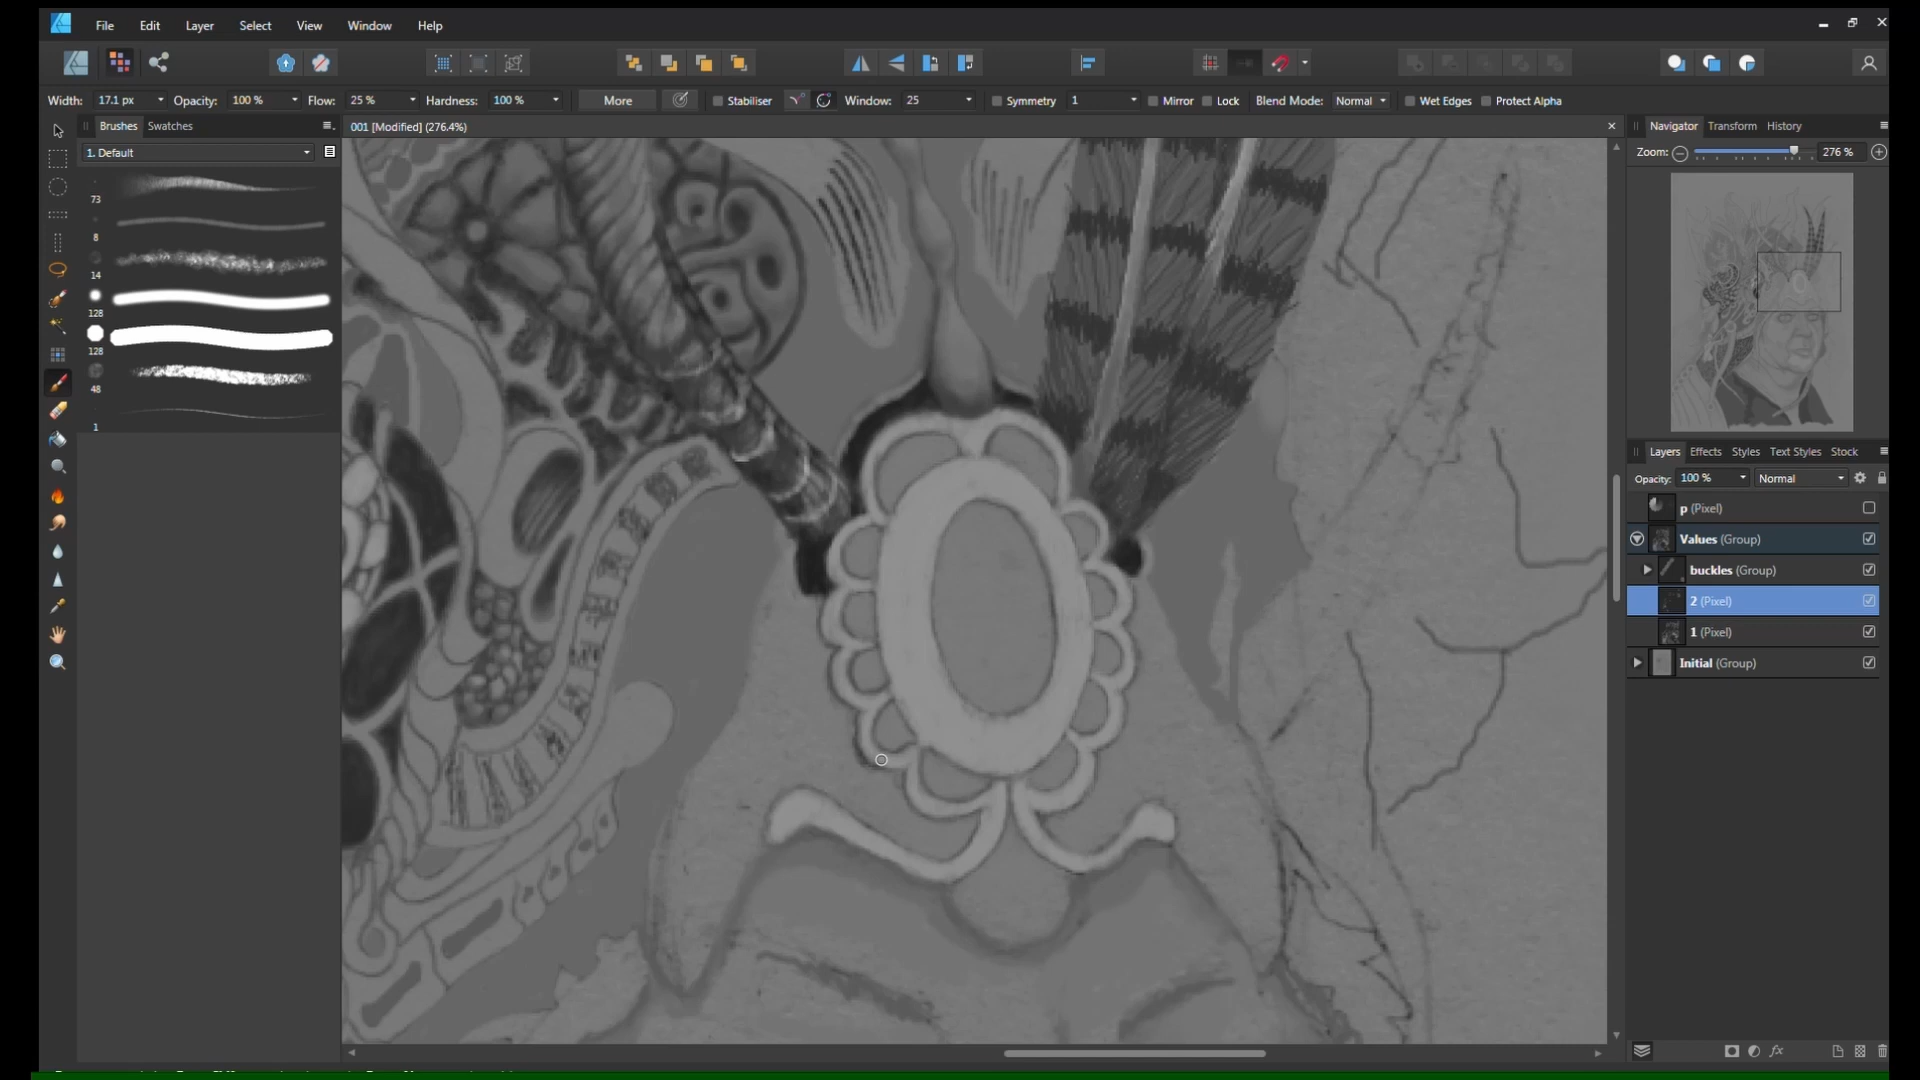 File Edit Layer Select View Window Help
Width: 17.1 px Opacity: 100 % Flow: 25 % Hardness: 100 % More Stabiliser Window: 25 Symmetry 1 Mirror Lock Blend Mode: Normal Wet Edges Protect Alpha
Brushes Swatches
001 [Modified] (276.4%)
Navigator Transform History
1. Default
Zoom: 276 %
73
8
14
128
128
48
1
Layers Effects Styles Text Styles Stock
Opacity: 100 % Normal
p (Pixel)
Values (Group)
buckles (Group)
2 (Pixel)
1 (Pixel)
Initial (Group)
fx